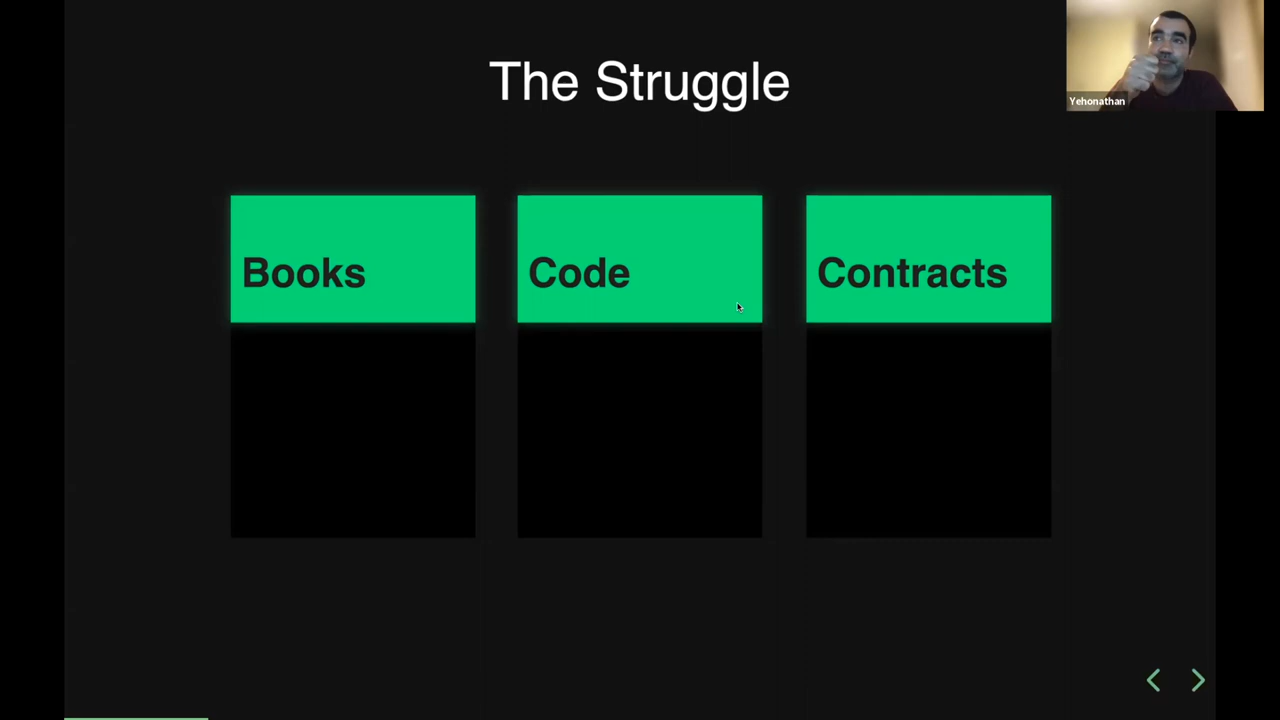 The Struggle
Yehonathan
Books
Code
Contracts